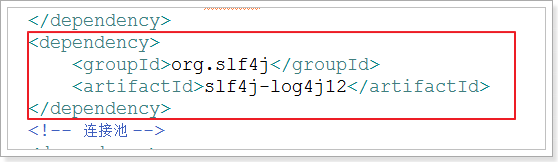 </dependency>
<dependency>
<groupId>org.slf4j</groupId>
<artifactId>slf4j-log4j12</artifactId>
</dependency>
<!-- 连接池 -->